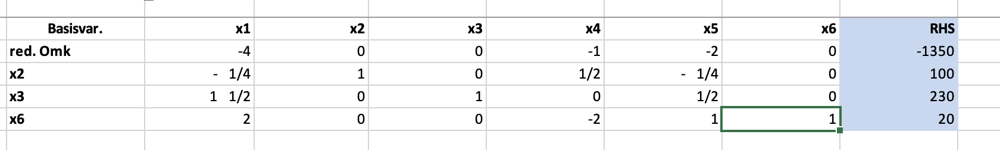 Basisvar. x1 x2 x3 x4 x5 x6 RHS
red. Omk -4 0 0 -1 -2 0 -1350
x2 - 1/4 1 0 1/2 - 1/4 0 100
x3 1 1/2 0 1 0 1/2 0 230
x6 2 0 0 -2 1 1 20